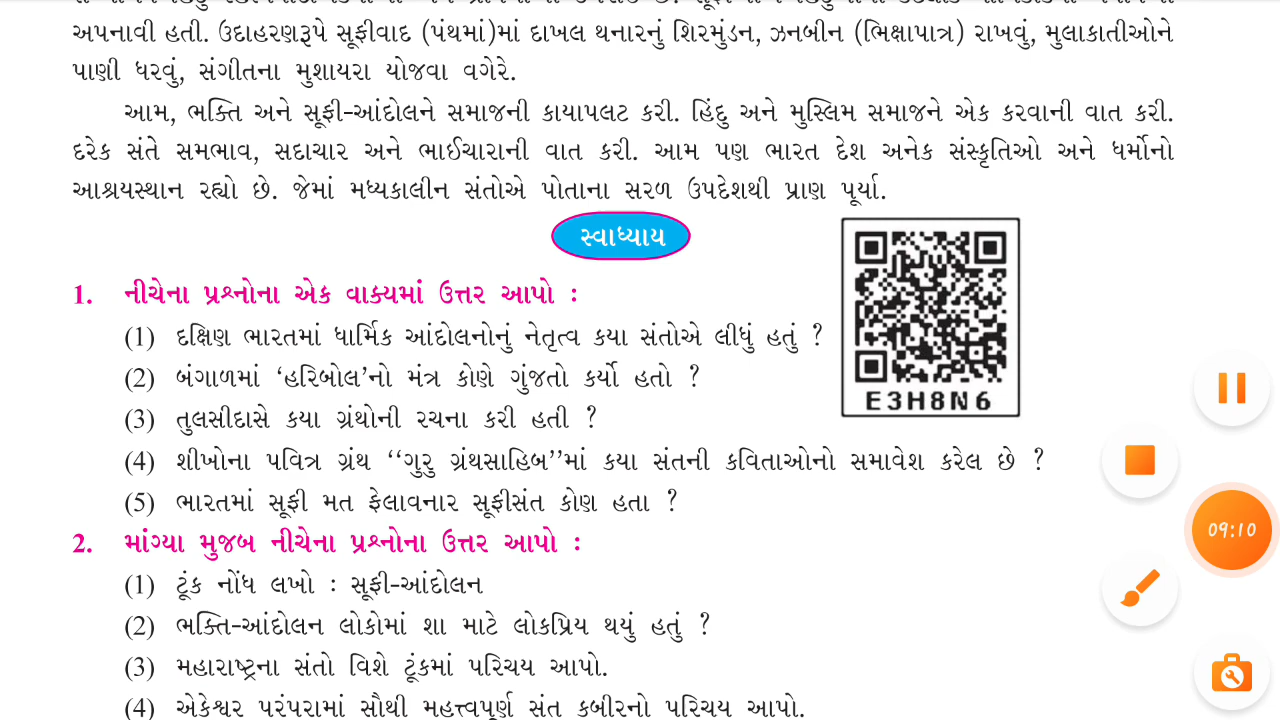 અપનાવી હતી. ઉદાહરણરૂપે સૂફીવાદ (પંથમાં)માં દાખલ થનારનું શિરમુંડન, ઝનબીન (ભિક્ષાપાત્ર) રાખવું, મુલાકાતીઓને
પાણી ધરવું, સંગીતના મુશાયરા યોજવા વગેરે.
આમ, ભક્તિ અને સૂફી-આંદોલને સમાજની કાયાપલટ કરી. હિંદુ અને મુસ્લિમ સમાજને એક કરવાની વાત કરી.
દરેક સંતે સમભાવ, સદાચાર અને ભાઈચારાની વાત કરી. આમ પણ ભારત દેશ અનેક સંસ્કૃતિઓ અને ધર્મોનો
આશ્રયસ્થાન રહ્યો છે. જેમાં મધ્યકાલીન સંતોએ પોતાના સરળ ઉપદેશથી પ્રાણ પૂર્યા.
સ્વાધ્યાય
1. નીચેના પ્રશ્નોના એક વાક્યમાં ઉત્તર આપો :
(1) દક્ષિણ ભારતમાં ધાર્મિક આંદોલનોનું નેતૃત્વ કયા સંતોએ લીધું હતું ?
(2) બંગાળમાં ‘હરિબોલ’નો મંત્ર કોણે ગુંજતો કર્યો હતો ?
(3) તુલસીદાસે કયા ગ્રંથોની રચના કરી હતી ?
(4) શીખોના પવિત્ર ગ્રંથ ‘‘ગુરુ ગ્રંથસાહિબ’’માં કયા સંતની કવિતાઓનો સમાવેશ કરેલ છે ?
(5) ભારતમાં સૂફી મત ફેલાવનાર સૂફીસંત કોણ હતા ?
E3H8N6
2. માંગ્યા મુજબ નીચેના પ્રશ્નોના ઉત્તર આપો :
(1) ટૂંક નોંધ લખો : સૂફી-આંદોલન
(2) ભક્તિ-આંદોલન લોકોમાં શા માટે લોકપ્રિય થયું હતું ?
(3) મહારાષ્ટ્રના સંતો વિશે ટૂંકમાં પરિચય આપો.
(4) એકેશ્વર પરંપરામાં સૌથી મહત્ત્વપૂર્ણ સંત કબીરનો પરિચય આપો.
09:10